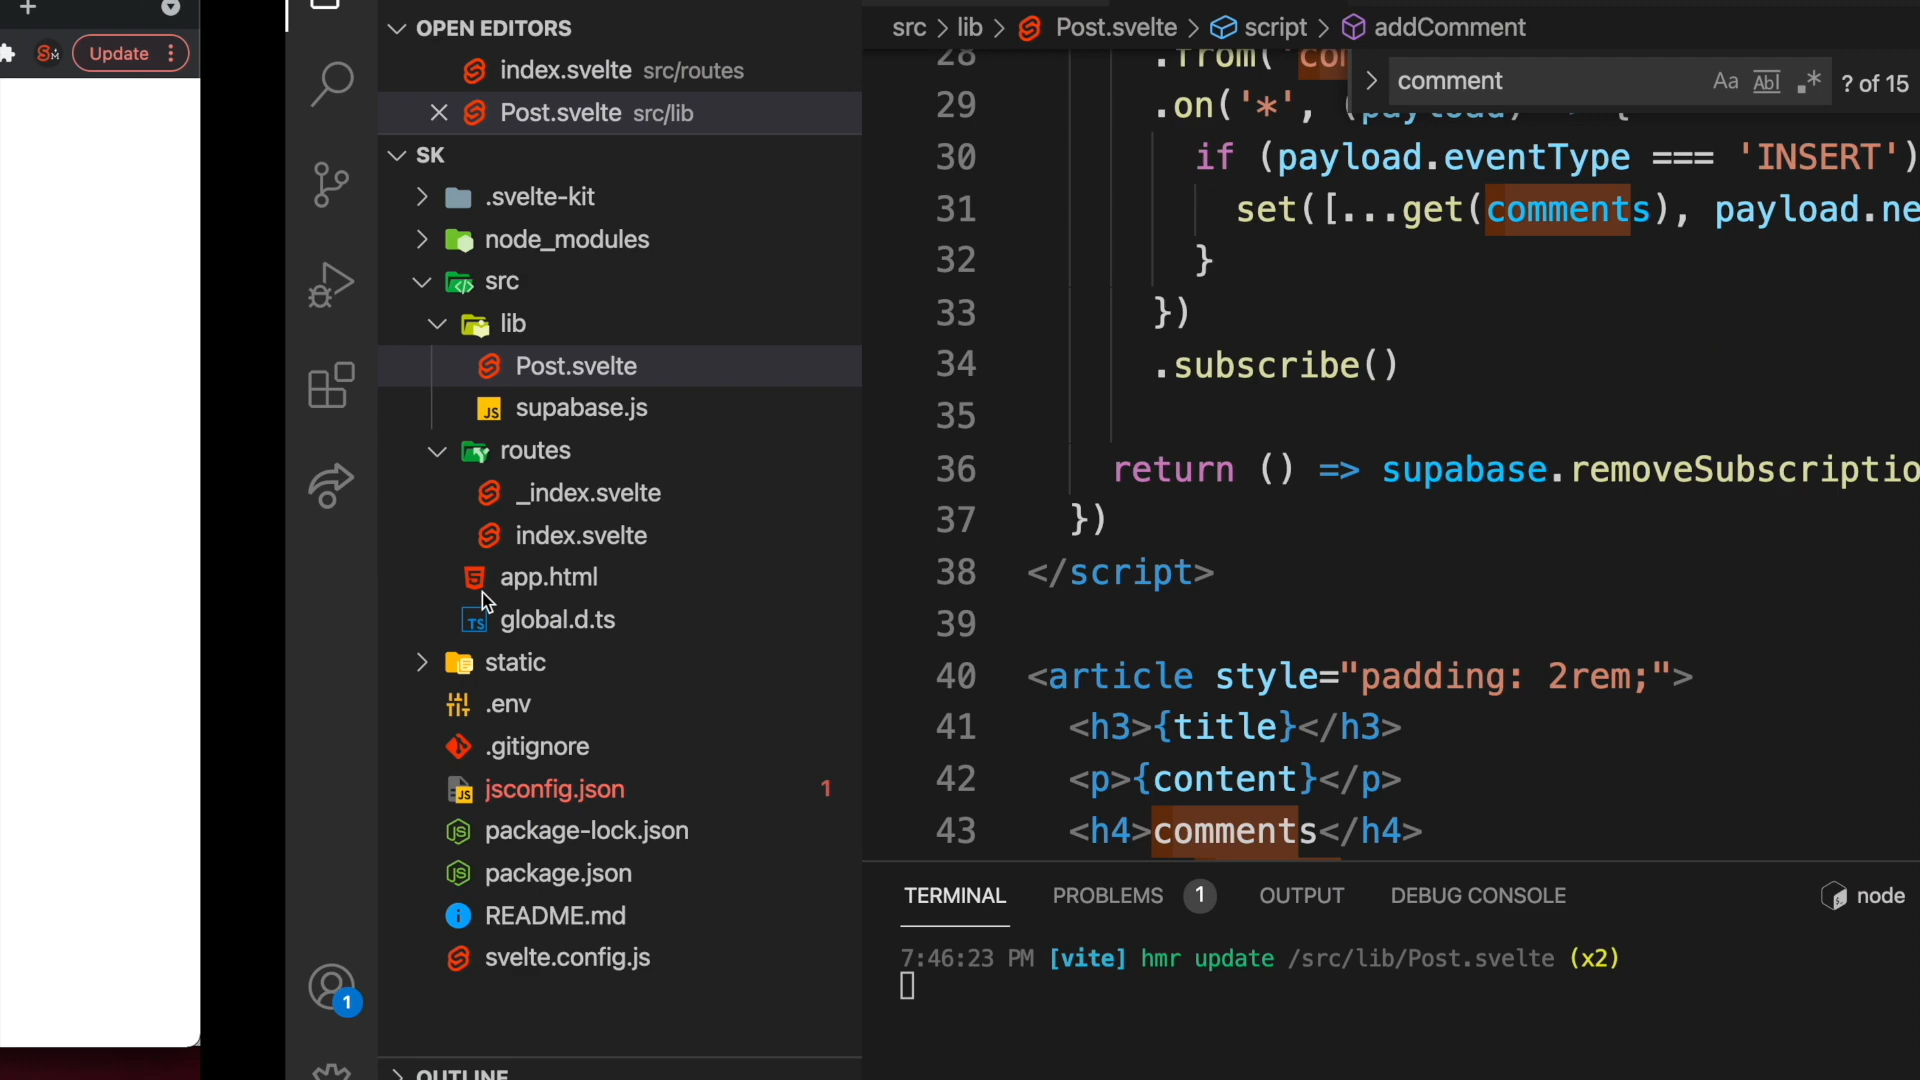 Update
OPEN EDITORS
index.svelte src/routes
Post.svelte src/lib
SK
.svelte-kit
node_modules
src
lib
Post.svelte
supabase.js
routes
_index.svelte
index.svelte
app.html
global.d.ts
static
.env
.gitignore
jsconfig.json 1
package-lock.json
package.json
README.md
svelte.config.js
OUTLINE
1
src > lib > Post.svelte > script > addComment
comment Aa Abl .* ? of 15
28 .from('com
29 .on('*', (payload) => {
30 if (payload.eventType === 'INSERT')
31 set([...get(comments), payload.ne
32 }
33 })
34 .subscribe()
35
36 return () => supabase.removeSubscriptio
37 })
38 </script>
39
40 <article style="padding: 2rem;">
41 <h3>{title}</h3>
42 <p>{content}</p>
43 <h4>comments</h4>
TERMINAL PROBLEMS 1 OUTPUT DEBUG CONSOLE node
7:46:23 PM [vite] hmr update /src/lib/Post.svelte (x2)